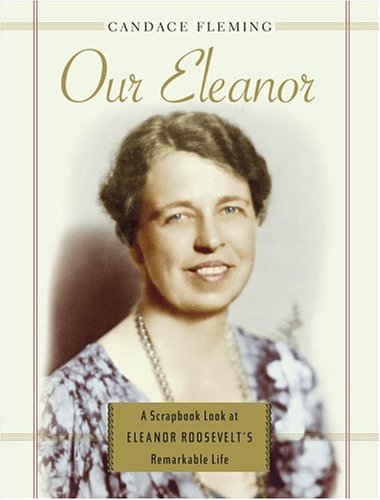 CANDACE FLEMING
Our Eleanor
A Scrapbook Look at
ELEANOR ROOSEVELT'S
Remarkable Life